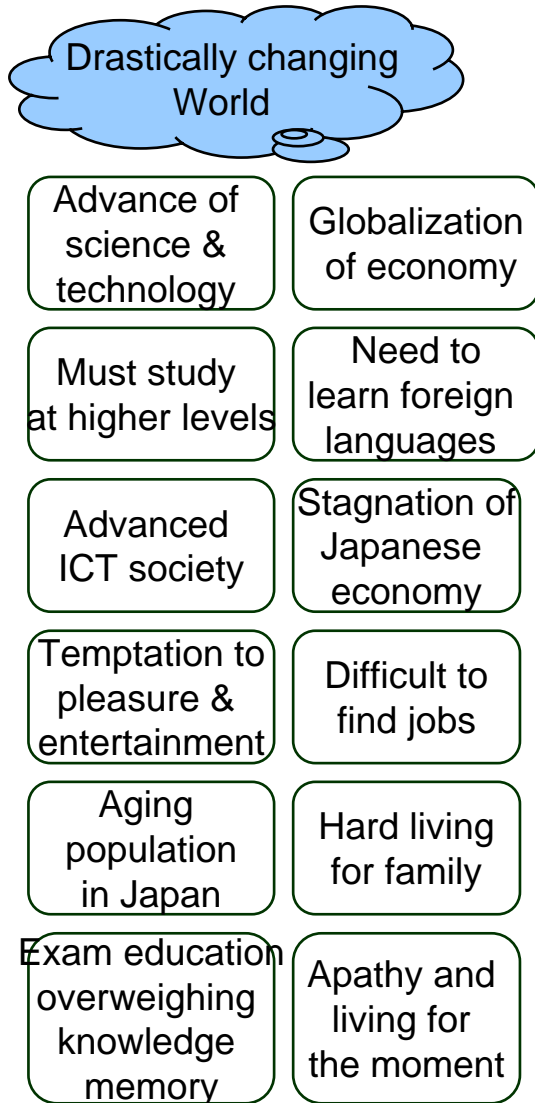 Drastically changing
World
Advance of
science &
technology
Globalization
of economy
Must study
at higher levels
Need to
learn foreign
languages
Advanced
ICT society
Stagnation of
Japanese
economy
Temptation to
pleasure &
entertainment
Difficult to
find jobs
Aging
population
in Japan
Hard living
for family
Exam education
overweighing
knowledge
memory
Apathy and
living for
the moment